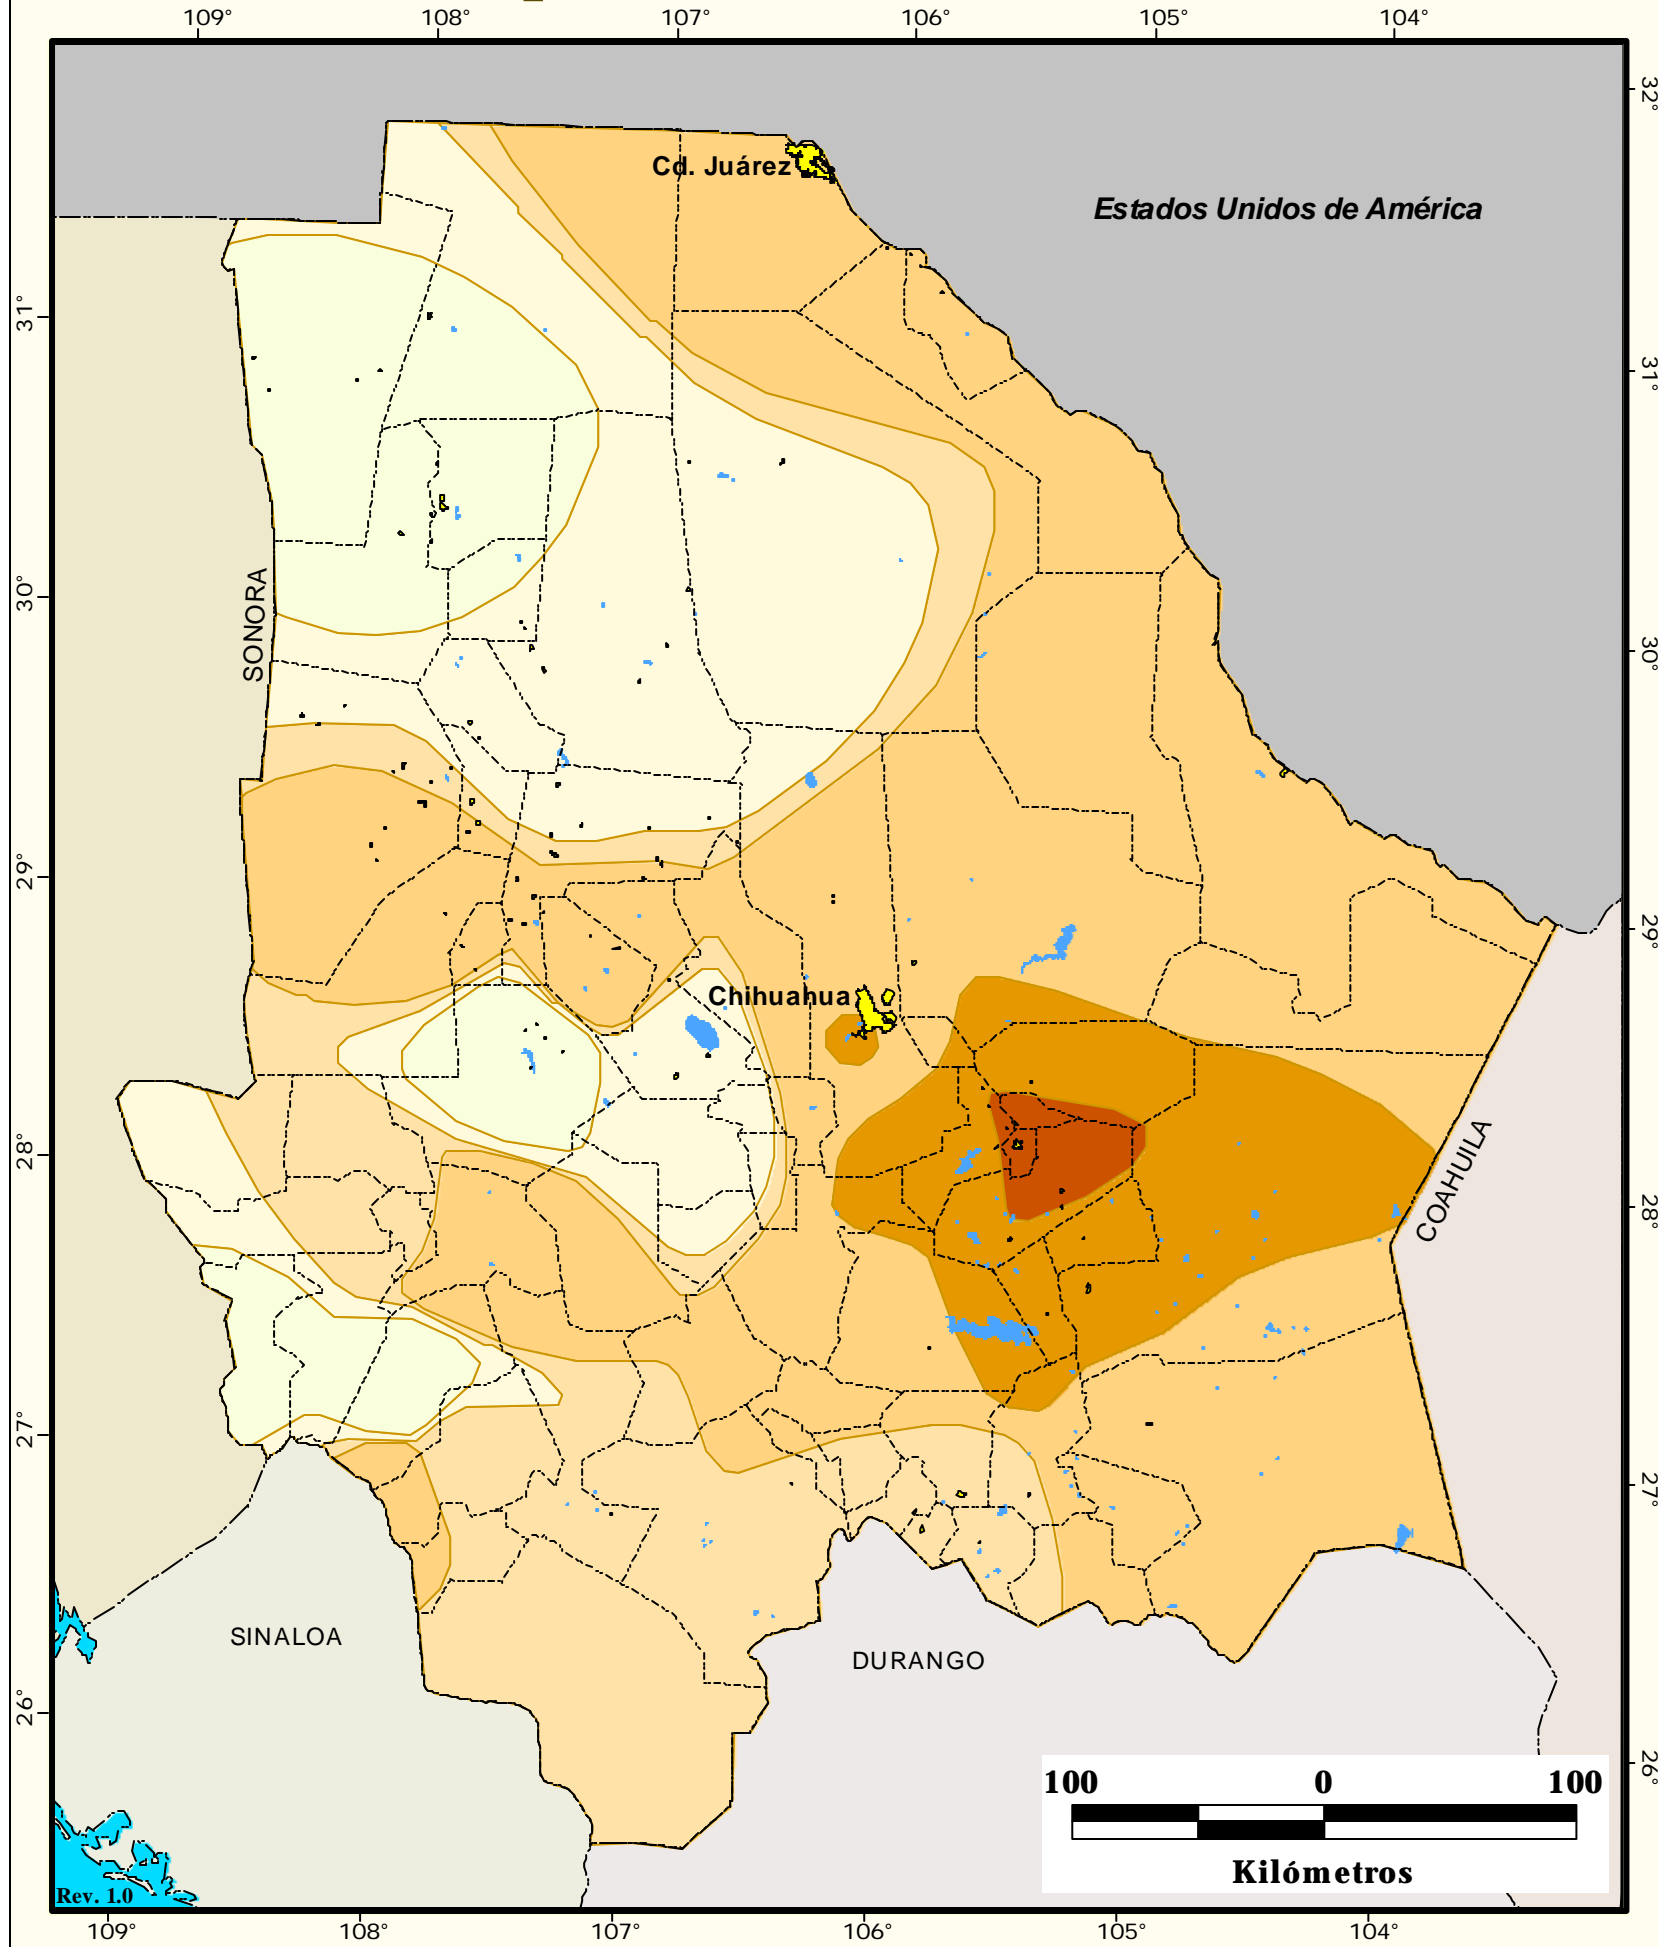 109° 108° 107° 106° 105° 104°
32°
Cd. Juárez
Estados Unidos de América
31°
31°
30°
SONORA
30°
29°
29°
Chihuahua
28°
COAHUILA
28°
27°
27°
SINALOA
DURANGO
26°
26°
100 0 100
Kilómetros
Rev. 1.0
109° 108° 107° 106° 105° 104°